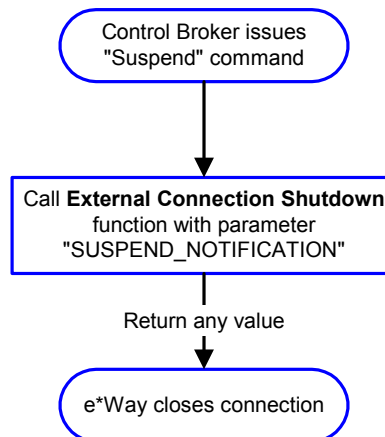 Control Broker issues
"Suspend" command
Call External Connection Shutdown
function with parameter
"SUSPEND_NOTIFICATION"
Return any value
e*Way closes connection